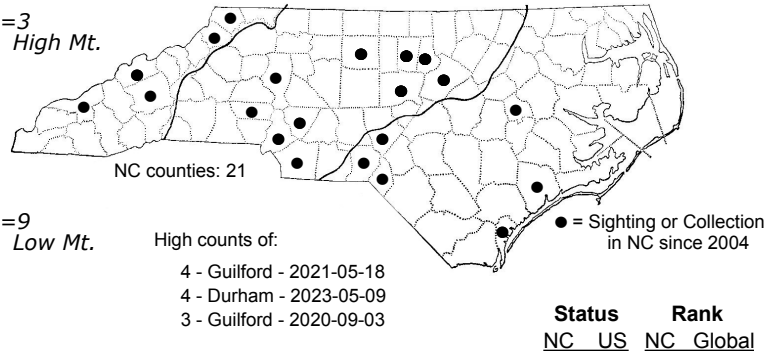 =3
High Mt.
NC counties: 21
=9
Low Mt.
High counts of:
4 - Guilford - 2021-05-18
4 - Durham - 2023-05-09
3 - Guilford - 2020-09-03
● = Sighting or Collection
in NC since 2004
Status Rank
NC US NC Global